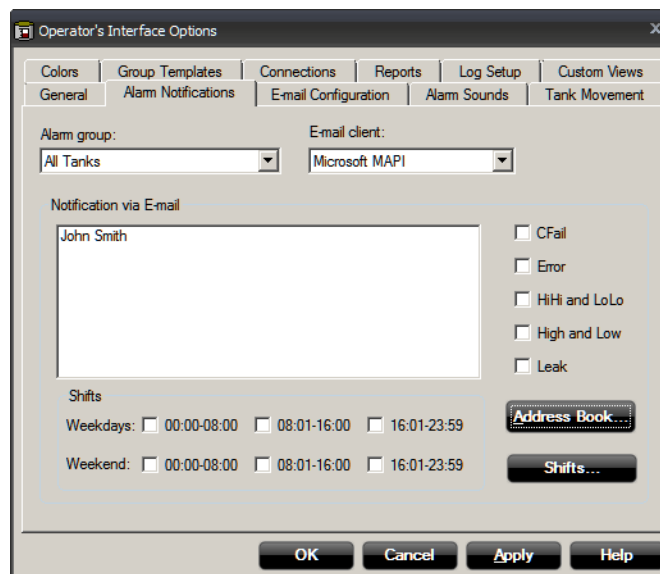 Operator's Interface Options
Colors Group Templates Connections Reports Log Setup Custom Views
General Alarm Notifications E-mail Configuration Alarm Sounds Tank Movement
Alarm group: E-mail client:
All Tanks Microsoft MAPI
Notification via E-mail
John Smith
CFail
Error
HiHi and LoLo
High and Low
Leak
Shifts
Weekdays: 00:00-08:00 08:01-16:00 16:01-23:59
Weekend: 00:00-08:00 08:01-16:00 16:01-23:59
Address Book...
Shifts...
OK Cancel Apply Help